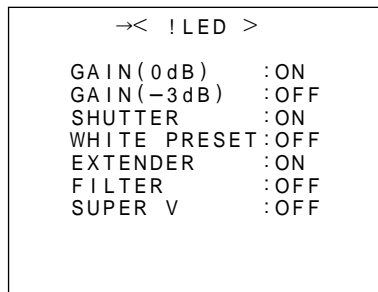 →< !LED >
GAIN(0dB) :ON
GAIN(−3dB) :OFF
SHUTTER :ON
WHITE PRESET:OFF
EXTENDER :ON
FILTER :OFF
SUPER V :OFF